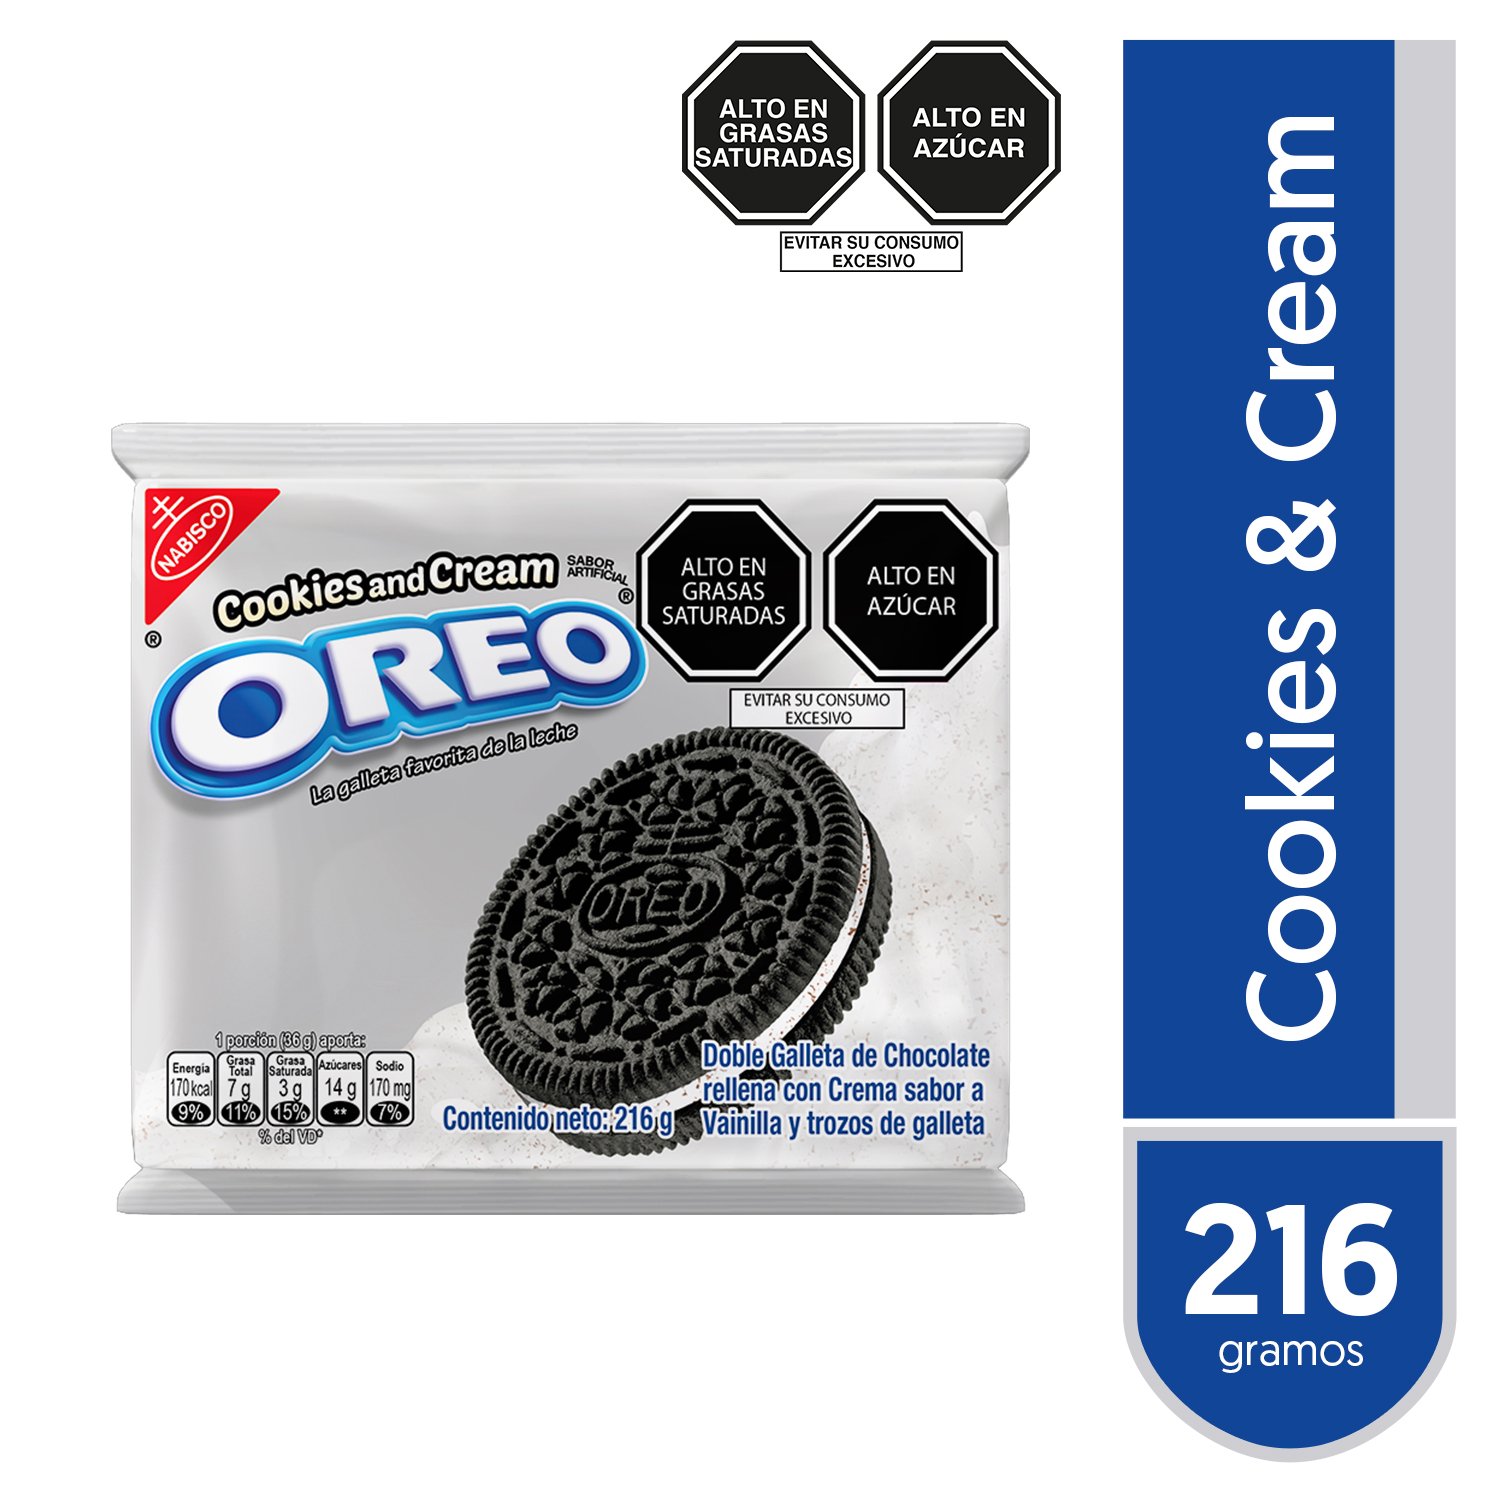 ALTO EN
GRASAS
SATURADAS
ALTO EN
AZÚCAR
EVITAR SU CONSUMO
EXCESIVO
Cookies & Cream
216
gramos
NABISCO
®
Cookies and Cream
SABOR
ARTIFICIAL
OREO
®
La galleta favorita de la leche
ALTO EN
GRASAS
SATURADAS
ALTO EN
AZÚCAR
EVITAR SU CONSUMO
EXCESIVO
OREO
1 porción (36 g) aporta:
Energía
170 kcal
9%
Grasa
Total
7 g
11%
Grasa
Saturada
3 g
15%
Azúcares
14 g
**
Sodio
170 mg
7%
% del VD*
Contenido neto: 216 g
Doble Galleta de Chocolate
rellena con Crema sabor a
Vainilla y trozos de galleta